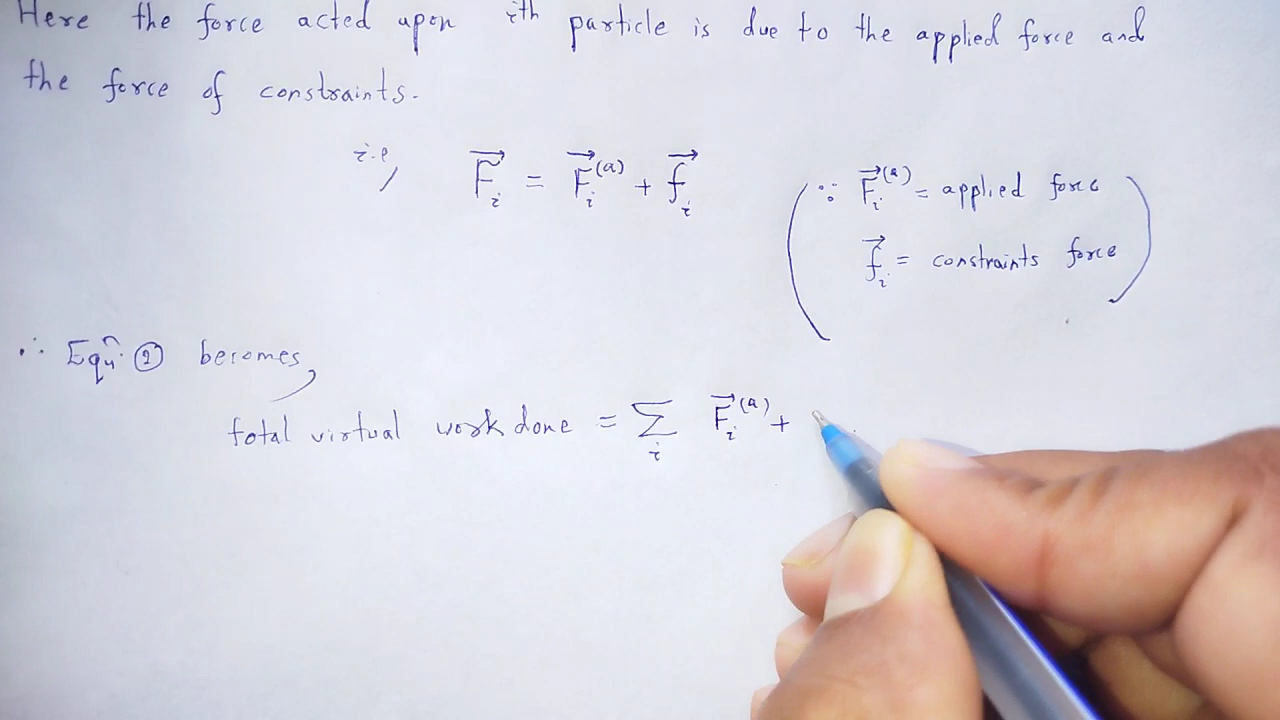 Here the force acted upon ith particle is due to the applied force and
the force of constraints.
i.e, F⃗ᵢ = F⃗ᵢ⁽ᵃ⁾ + f⃗ᵢ
(∵ F⃗ᵢ⁽ᵃ⁾ = applied force
f⃗ᵢ = constraints force)
∴ Eqⁿ. ② becomes,
total virtual work done = Σᵢ F⃗ᵢ⁽ᵃ⁾ +